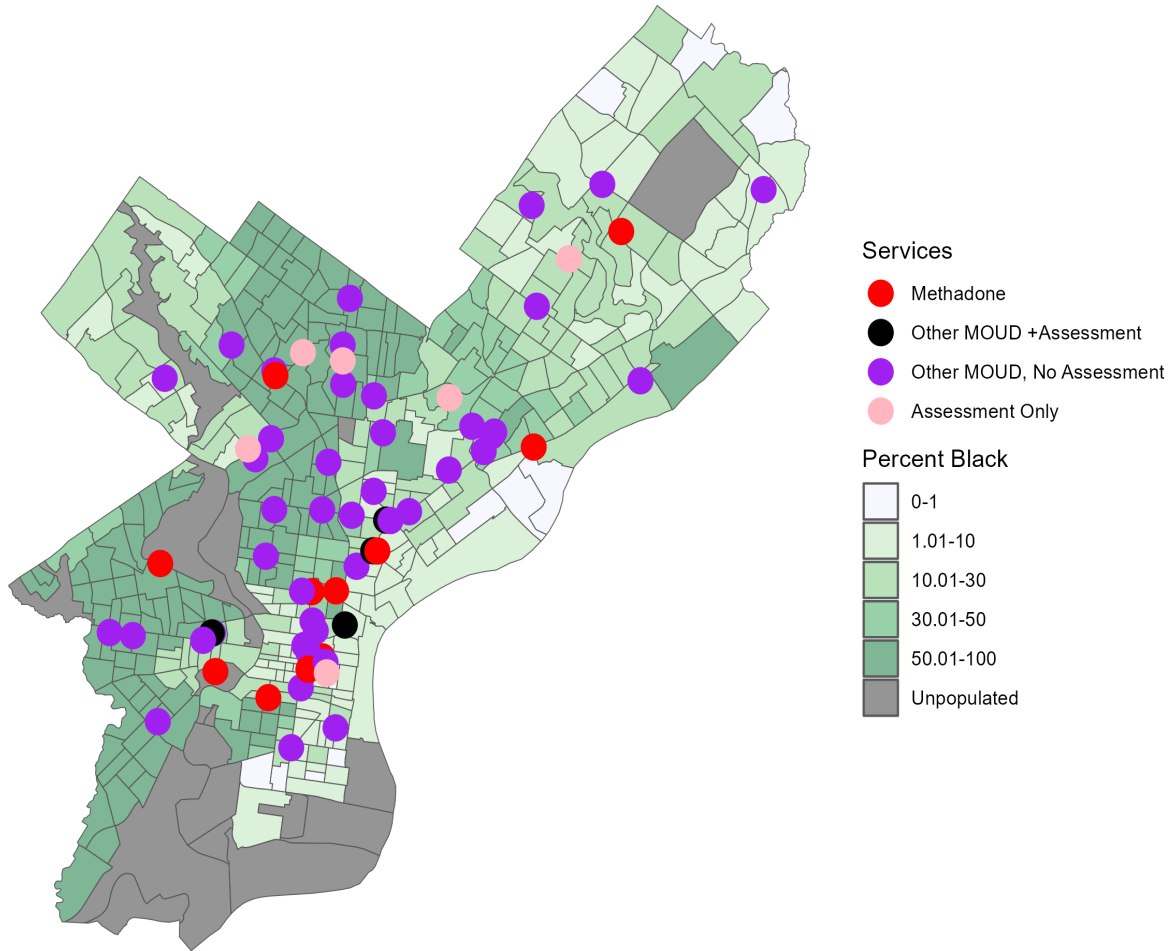 Services
Methadone
Other MOUD +Assessment
Other MOUD, No Assessment
Assessment Only
Percent Black
0-1
1.01-10
10.01-30
30.01-50
50.01-100
Unpopulated